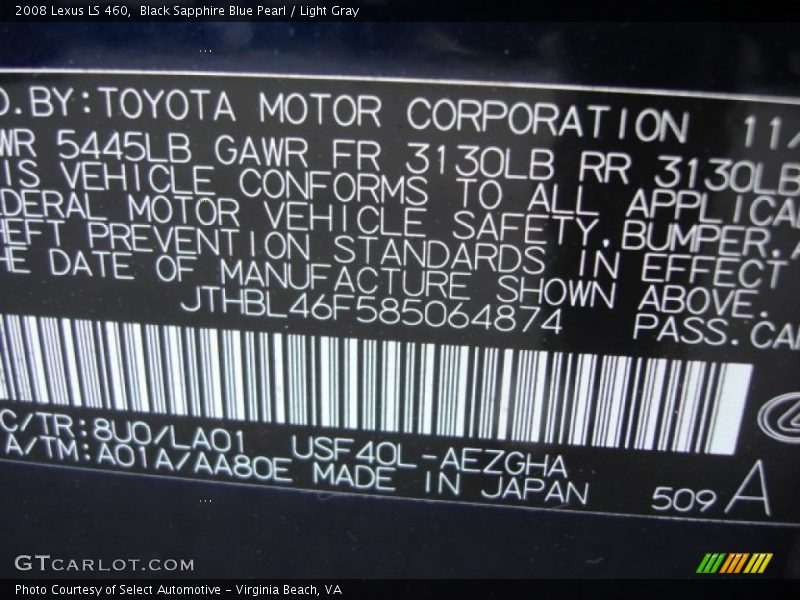 2008 Lexus LS 460,  Black Sapphire Blue Pearl / Light Gray
D.BY:TOYOTA MOTOR CORPORATION 11/
WR 5445LB GAWR FR 3130LB RR 3130LB
IS VEHICLE CONFORMS TO ALL APPLICA
DERAL MOTOR VEHICLE SAFETY,BUMPER,A
HEFT PREVENTION STANDARDS IN EFFECT
HE DATE OF MANUFACTURE SHOWN ABOVE.
JTHBL46F585064874 PASS.CAR
C/TR:8U0/LA01 USF40L-AEZGHA
A/TM:A01A/AA80E MADE IN JAPAN 509 A
GTCARLOT.COM
Photo Courtesy of Select Automotive - Virginia Beach, VA